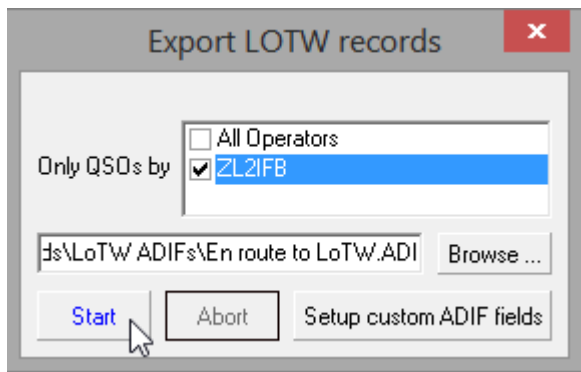 Export LOTW records
All Operators
Only QSOs by
ZL2IFB
ds\LoTW ADIFs\En route to LoTW.ADI
Browse ...
Start
Abort
Setup custom ADIF fields